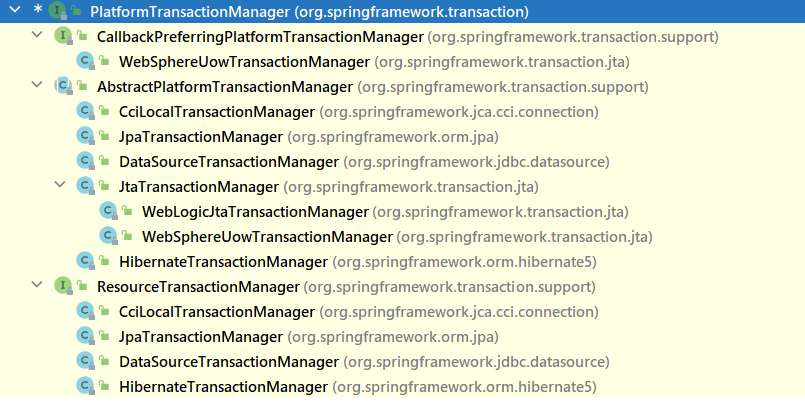 * PlatformTransactionManager (org.springframework.transaction)
CallbackPreferringPlatformTransactionManager (org.springframework.transaction.support)
WebSphereUowTransactionManager (org.springframework.transaction.jta)
AbstractPlatformTransactionManager (org.springframework.transaction.support)
CciLocalTransactionManager (org.springframework.jca.cci.connection)
JpaTransactionManager (org.springframework.orm.jpa)
DataSourceTransactionManager (org.springframework.jdbc.datasource)
JtaTransactionManager (org.springframework.transaction.jta)
WebLogicJtaTransactionManager (org.springframework.transaction.jta)
WebSphereUowTransactionManager (org.springframework.transaction.jta)
HibernateTransactionManager (org.springframework.orm.hibernate5)
ResourceTransactionManager (org.springframework.transaction.support)
CciLocalTransactionManager (org.springframework.jca.cci.connection)
JpaTransactionManager (org.springframework.orm.jpa)
DataSourceTransactionManager (org.springframework.jdbc.datasource)
HibernateTransactionManager (org.springframework.orm.hibernate5)